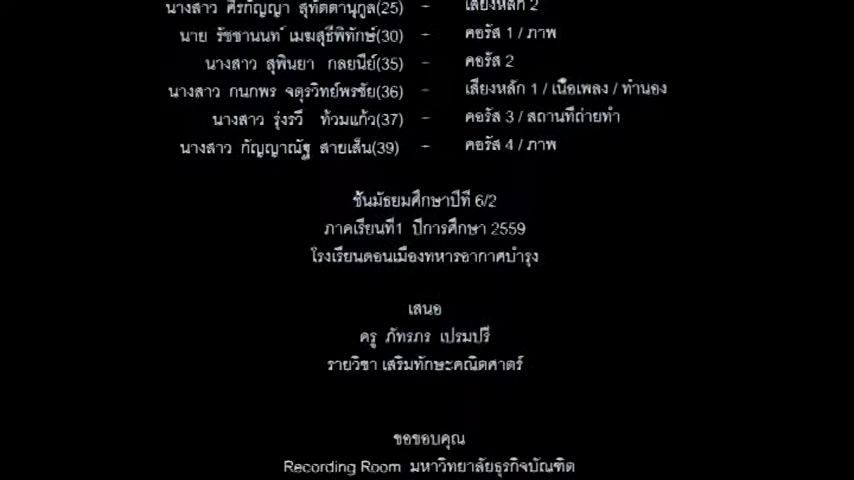 นางสาว ศิรกัญญา สุทัตตานุกูล(25) - เสียงหลัก 2
นาย รัชชานนท์ เมฆสุธีพิทักษ์(30) - คอรัส 1 / ภาพ
นางสาว สุพินยา กลยนีย์(35) - คอรัส 2
นางสาว กนกพร จตุรวิทย์พรชัย(36) - เสียงหลัก 1 / เนื้อเพลง / ทำนอง
นางสาว รุ่งรวี ท้วมแก้ว(37) - คอรัส 3 / สถานที่ถ่ายทำ
นางสาว กัญญาณัฐ สายเส็น(39) - คอรัส 4 / ภาพ
ชั้นมัธยมศึกษาปีที่ 6/2
ภาคเรียนที่1 ปีการศึกษา 2559
โรงเรียนดอนเมืองทหารอากาศบำรุง
เสนอ
ครู ภัทรภร เปรมปรี
รายวิชา เสริมทักษะคณิตศาตร์
ขอขอบคุณ
Recording Room มหาวิทยาลัยธุรกิจบัณฑิต